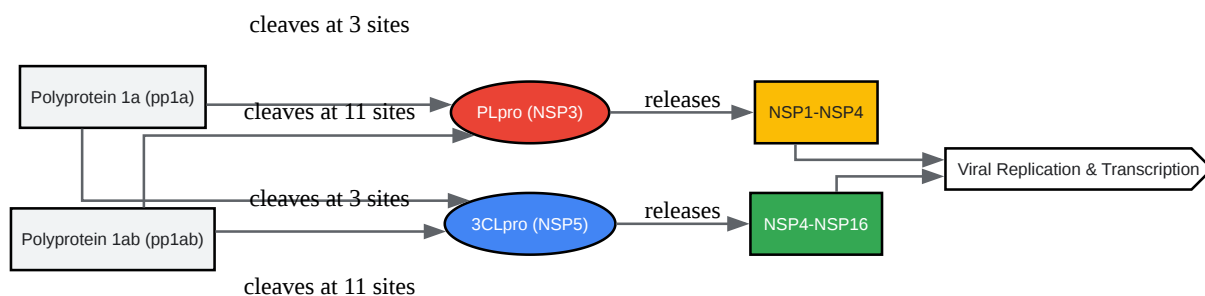 cleaves at 3 sites
Polyprotein 1a (pp1a)
cleaves at 11 sites
PLpro (NSP3)
releases
NSP1-NSP4
Viral Replication & Transcription
cleaves at 3 sites
Polyprotein 1ab (pp1ab)
3CLpro (NSP5)
releases
NSP4-NSP16
cleaves at 11 sites